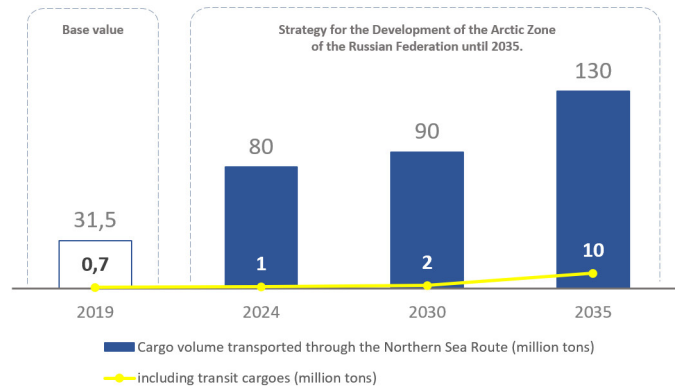 Base value
Strategy for the Development of the Arctic Zone
of the Russian Federation until 2035.
130
90
80
31,5
0,7
1
2
10
2019
2024
2030
2035
Cargo volume transported through the Northern Sea Route (million tons)
including transit cargoes (million tons)